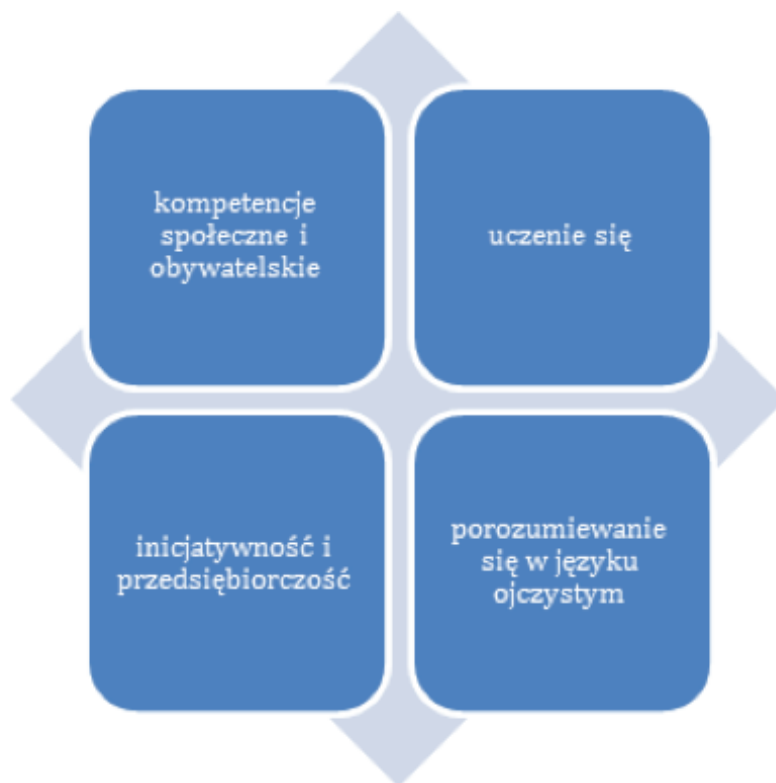 kompetencje
społeczne i
obywatelskie
uczenie się
inicjatywność i
przedsiębiorczość
porozumiewanie
się w języku
ojczystym